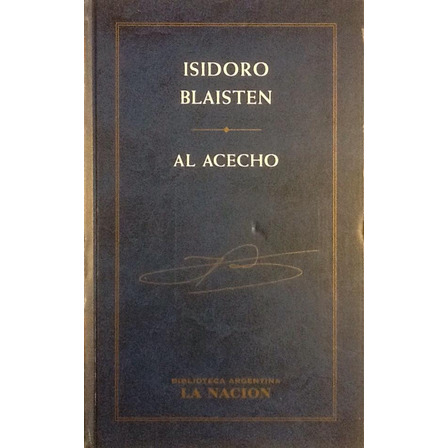 ISIDORO
BLAISTEN
AL ACECHO
BIBLIOTECA ARGENTINA
LA NACION